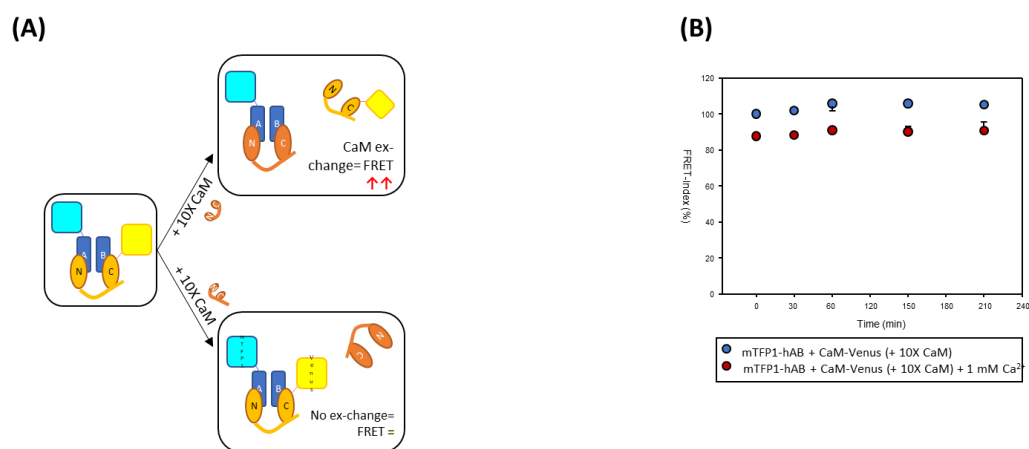 (A)
A
B
N
C
CaM ex-
change= FRET
↑↑
N
C
+ 10X CaM
N
C
A
B
N
C
+ 10X CaM
N
C
mTFP1
Venus
A
B
N
C
N
C
No ex-change=
FRET =
(B)
120
100
80
60
40
20
0
FRET-Index (%)
0 30 60 90 120 150 180 210 240
Time (min)
mTFP1-hAB + CaM-Venus (+ 10X CaM)
mTFP1-hAB + CaM-Venus (+ 10X CaM) + 1 mM Ca²⁺